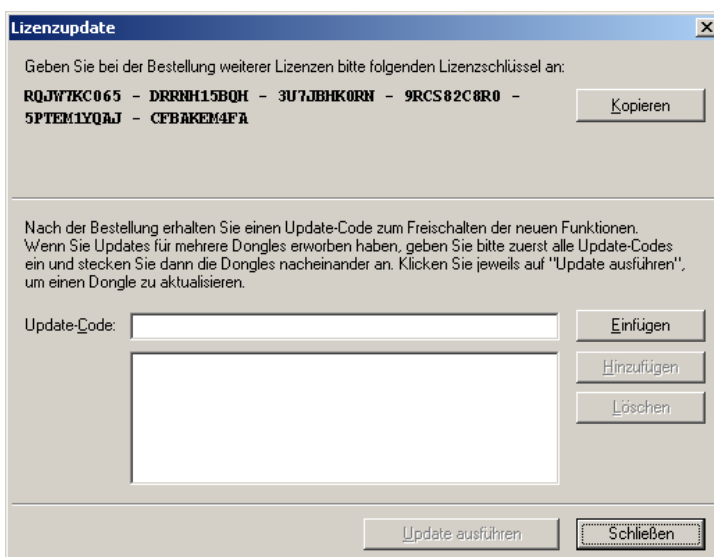 Lizenzupdate
Geben Sie bei der Bestellung weiterer Lizenzen bitte folgenden Lizenzschlüssel an:
RQJW7KC065 - DRRNH15BQH - 3U7JBHK0RN - 9RCS82C8R0 -
5PTEM1YQAJ - CFBAKEM4FA
Kopieren
Nach der Bestellung erhalten Sie einen Update-Code zum Freischalten der neuen Funktionen.
Wenn Sie Updates für mehrere Dongles erworben haben, geben Sie bitte zuerst alle Update-Codes
ein und stecken Sie dann die Dongles nacheinander an. Klicken Sie jeweils auf "Update ausführen",
um einen Dongle zu aktualisieren.
Update-Code:
Einfügen
Hinzufügen
Löschen
Update ausführen
Schließen